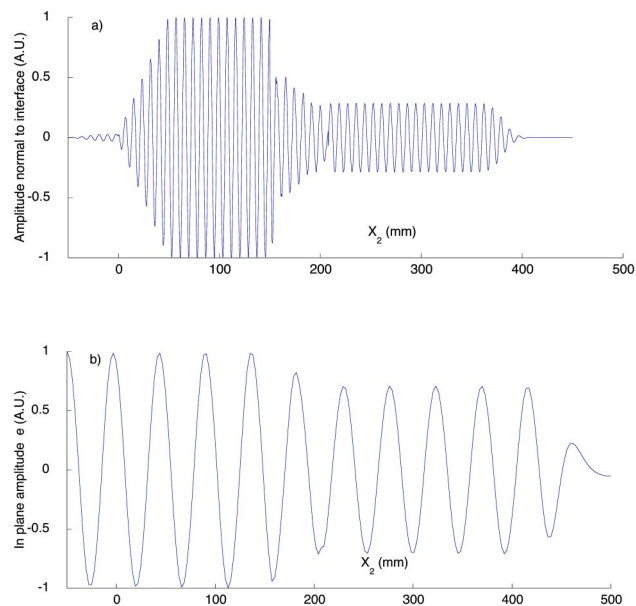 1
a)
0.5
0
-0.5
-1
Amplitude normal to interface (A.U.)
X2 (mm)
0 100 200 300 400 500
1
b)
0.5
0
-0.5
-1
In plane amplitude e (A.U.)
X2 (mm)
0 100 200 300 400 500